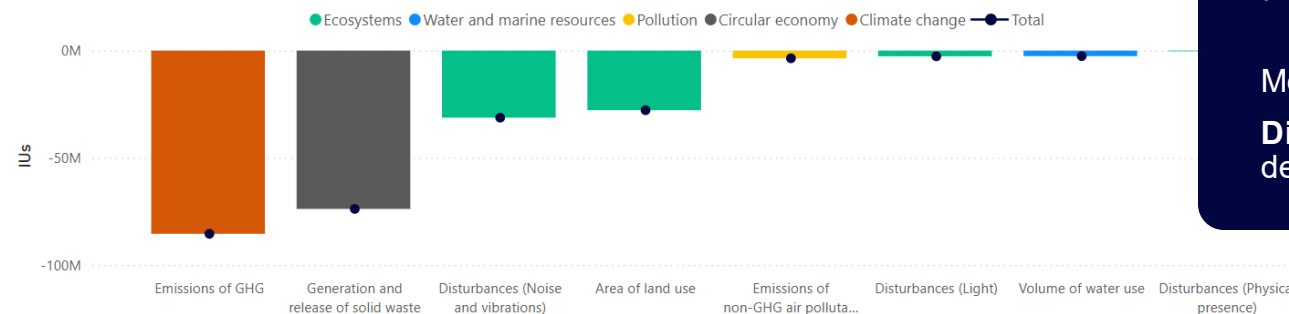 Ecosystems Water and marine resources Pollution Circular economy Climate change Total
0M
-50M
-100M
IUs
Emissions of GHG
Generation and
release of solid waste
Disturbances (Noise
and vibrations)
Area of land use
Emissions of
non-GHG air polluta...
Disturbances (Light)
Volume of water use
Disturbances (Physica
presence)